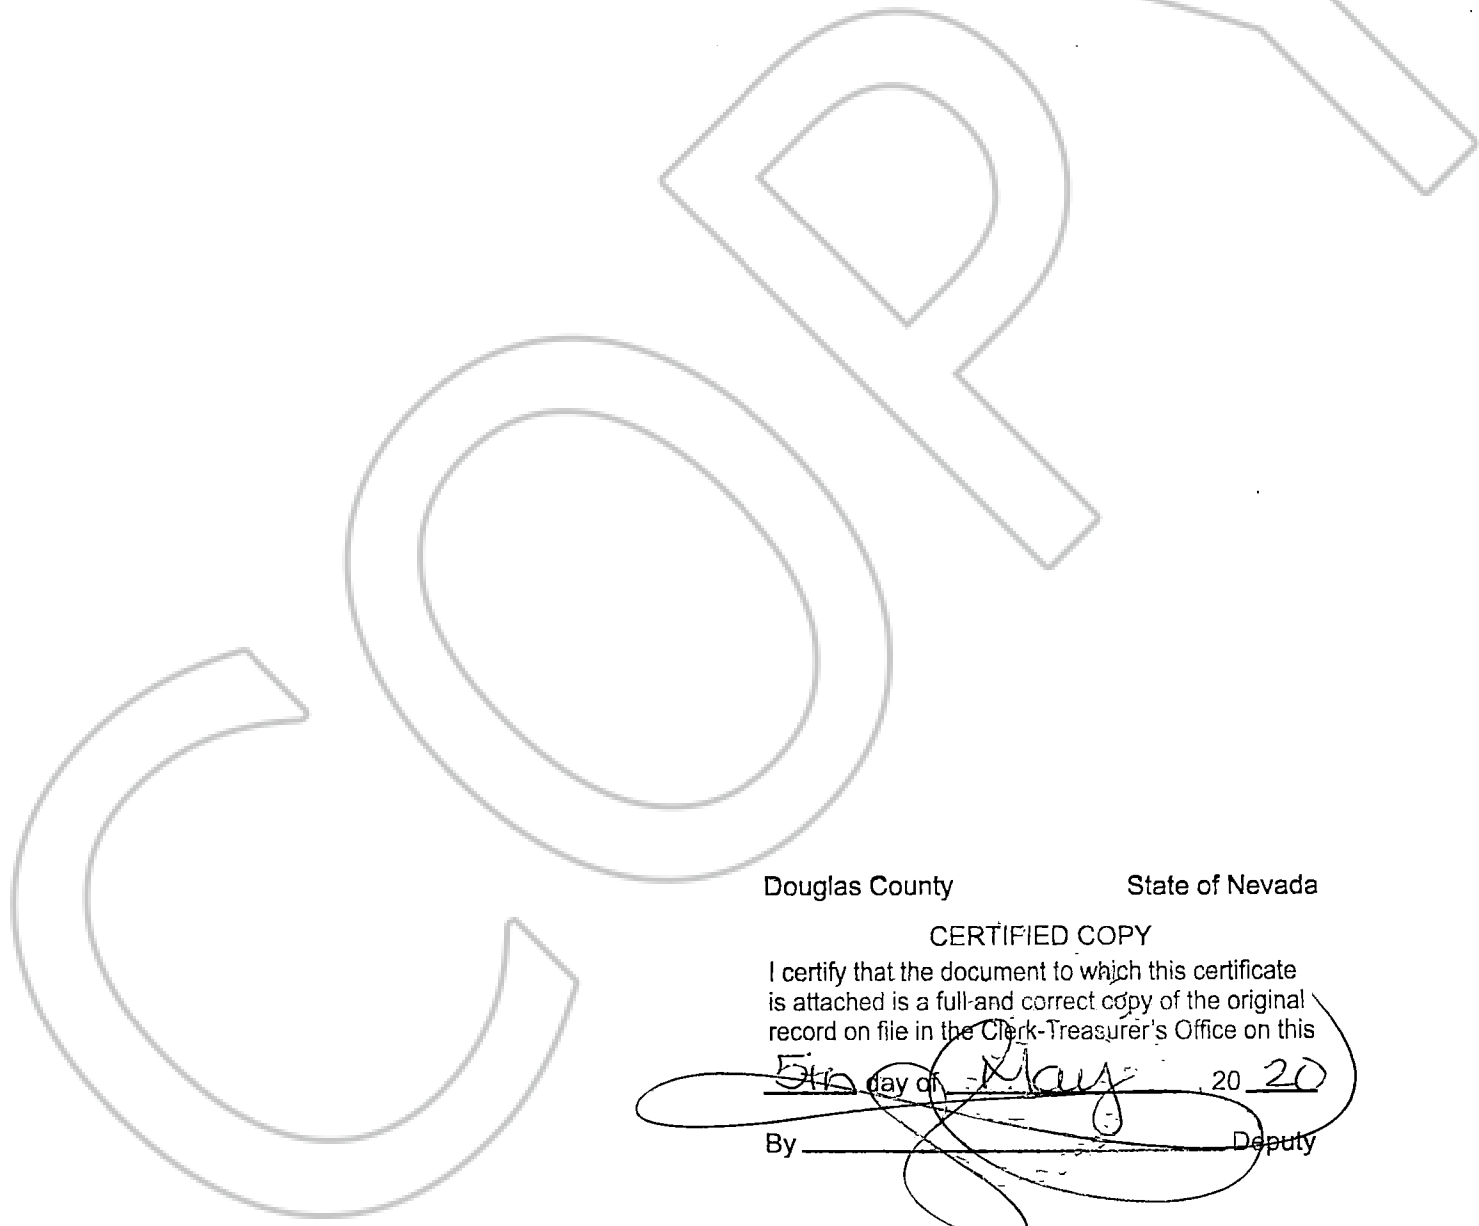 COPY
Douglas County State of Nevada
CERTIFIED COPY
I certify that the document to which this certificate
is attached is a full and correct copy of the original
record on file in the Clerk-Treasurer's Office on this
5th day of May, 20 20
By Deputy